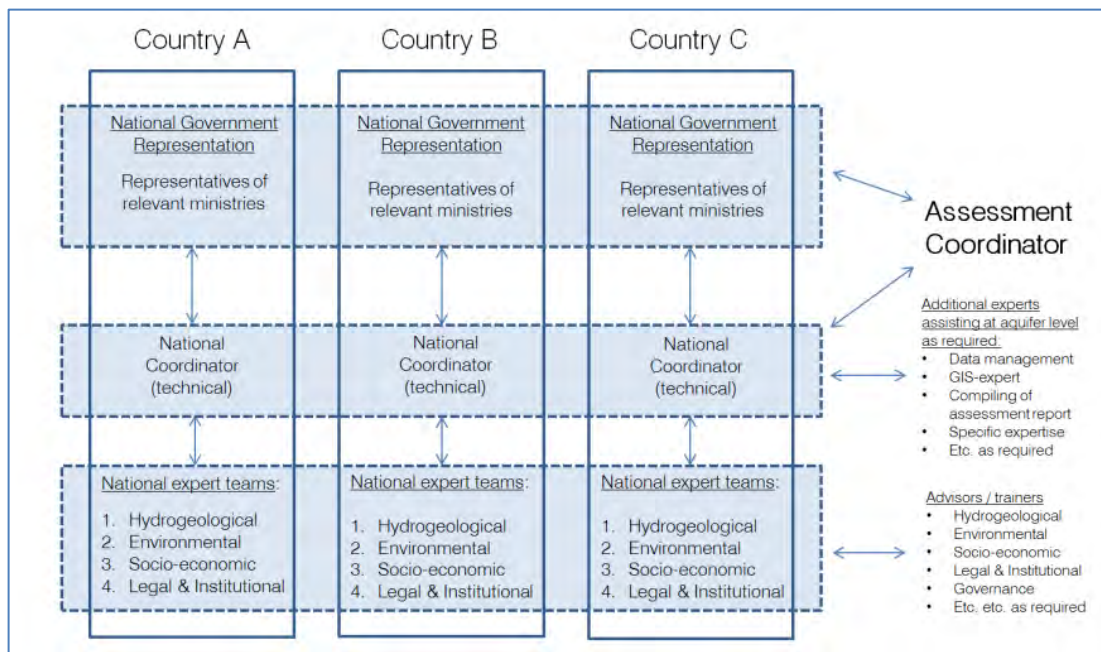 Country A
Country B
Country C
National Government
Representation
Representatives of
relevant ministries
National Government
Representation
Representatives of
relevant ministries
National Government
Representation
Representatives of
relevant ministries
Assessment
Coordinator
National
Coordinator
(technical)
National
Coordinator
(technical)
National
Coordinator
(technical)
Additional experts
assisting at aquifer level
as required:
• Data management
• GIS-expert
• Compiling of
assessment report
• Specific expertise
• Etc. as required
National expert teams:
1. Hydrogeological
2. Environmental
3. Socio-economic
4. Legal & Institutional
National expert teams:
1. Hydrogeological
2. Environmental
3. Socio-economic
4. Legal & Institutional
National expert teams:
1. Hydrogeological
2. Environmental
3. Socio-economic
4. Legal & Institutional
Advisors / trainers
• Hydrogeological
• Environmental
• Socio-economic
• Legal & Institutional
• Governance
• Etc. etc. as required